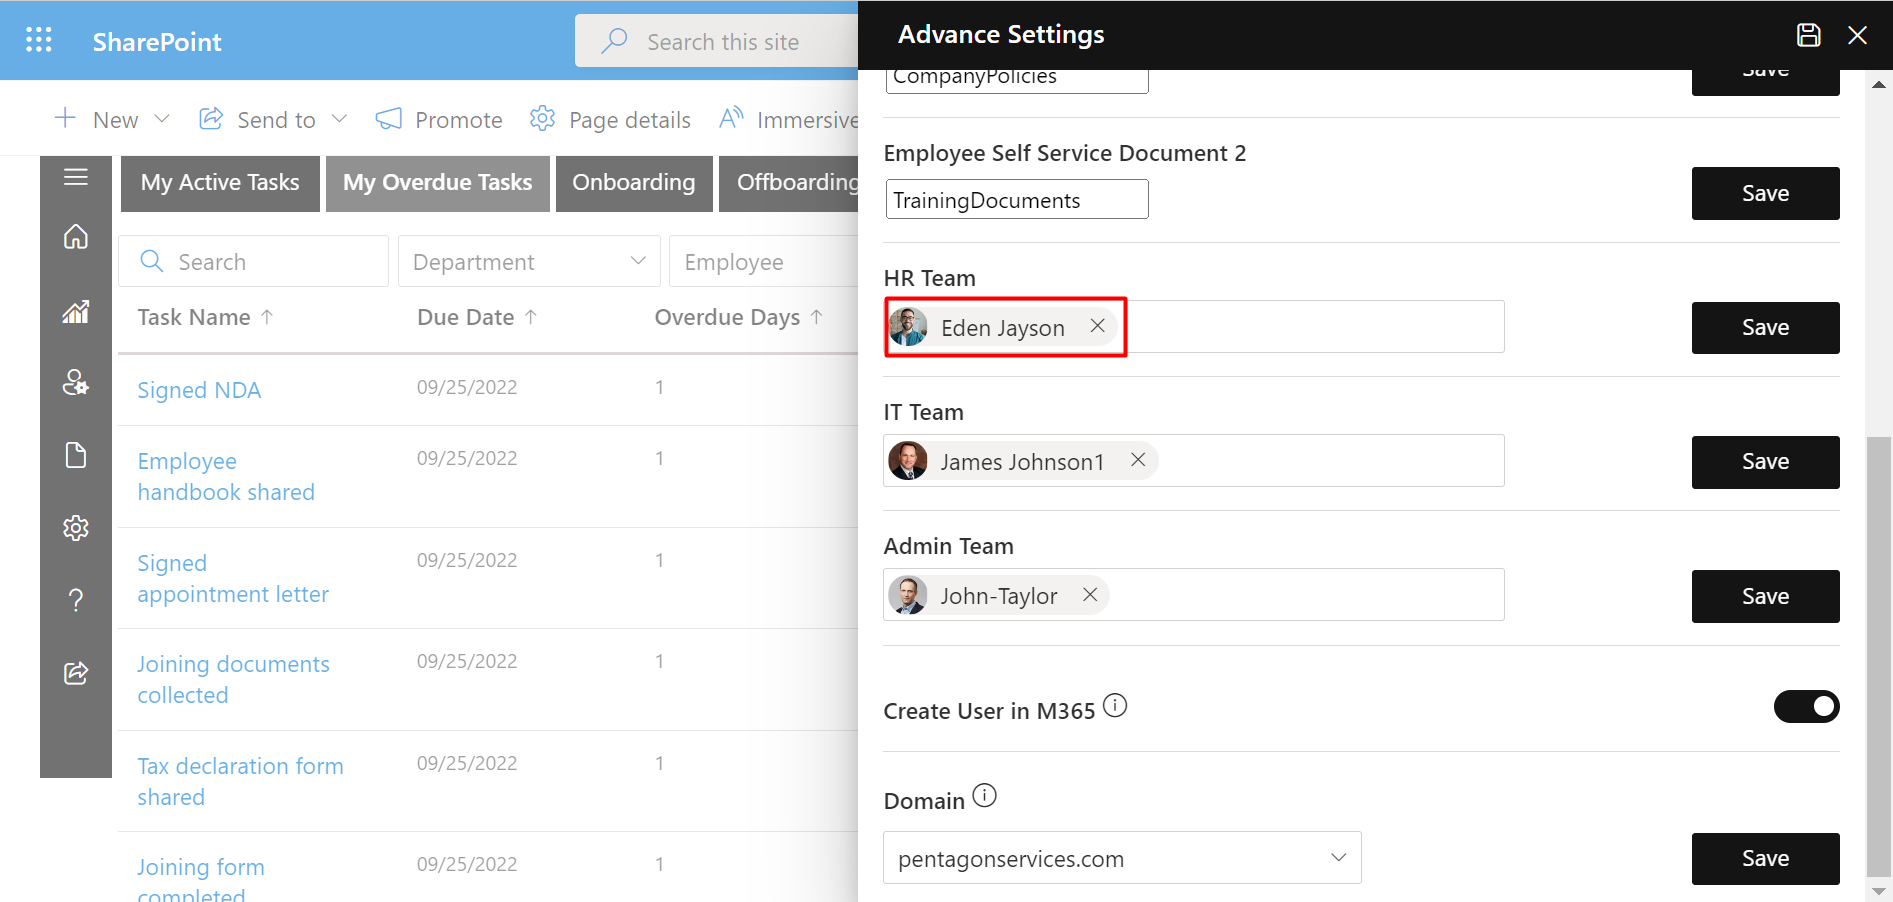 SharePoint
Search this site
New
Send to
Promote
Page details
Immersive
My Active Tasks
My Overdue Tasks
Onboarding
Offboarding
Search
Department
Employee
Task Name
Due Date
Overdue Days
Signed NDA
09/25/2022
1
Employee
handbook shared
09/25/2022
1
Signed
appointment letter
09/25/2022
1
Joining documents
collected
09/25/2022
1
Tax declaration form
shared
09/25/2022
1
Joining form
completed
09/25/2022
1
Advance Settings
CompanyPolicies
Save
Employee Self Service Document 2
TrainingDocuments
Save
HR Team
Eden Jayson
Save
IT Team
James Johnson1
Save
Admin Team
John-Taylor
Save
Create User in M365
Domain
pentagonservices.com
Save